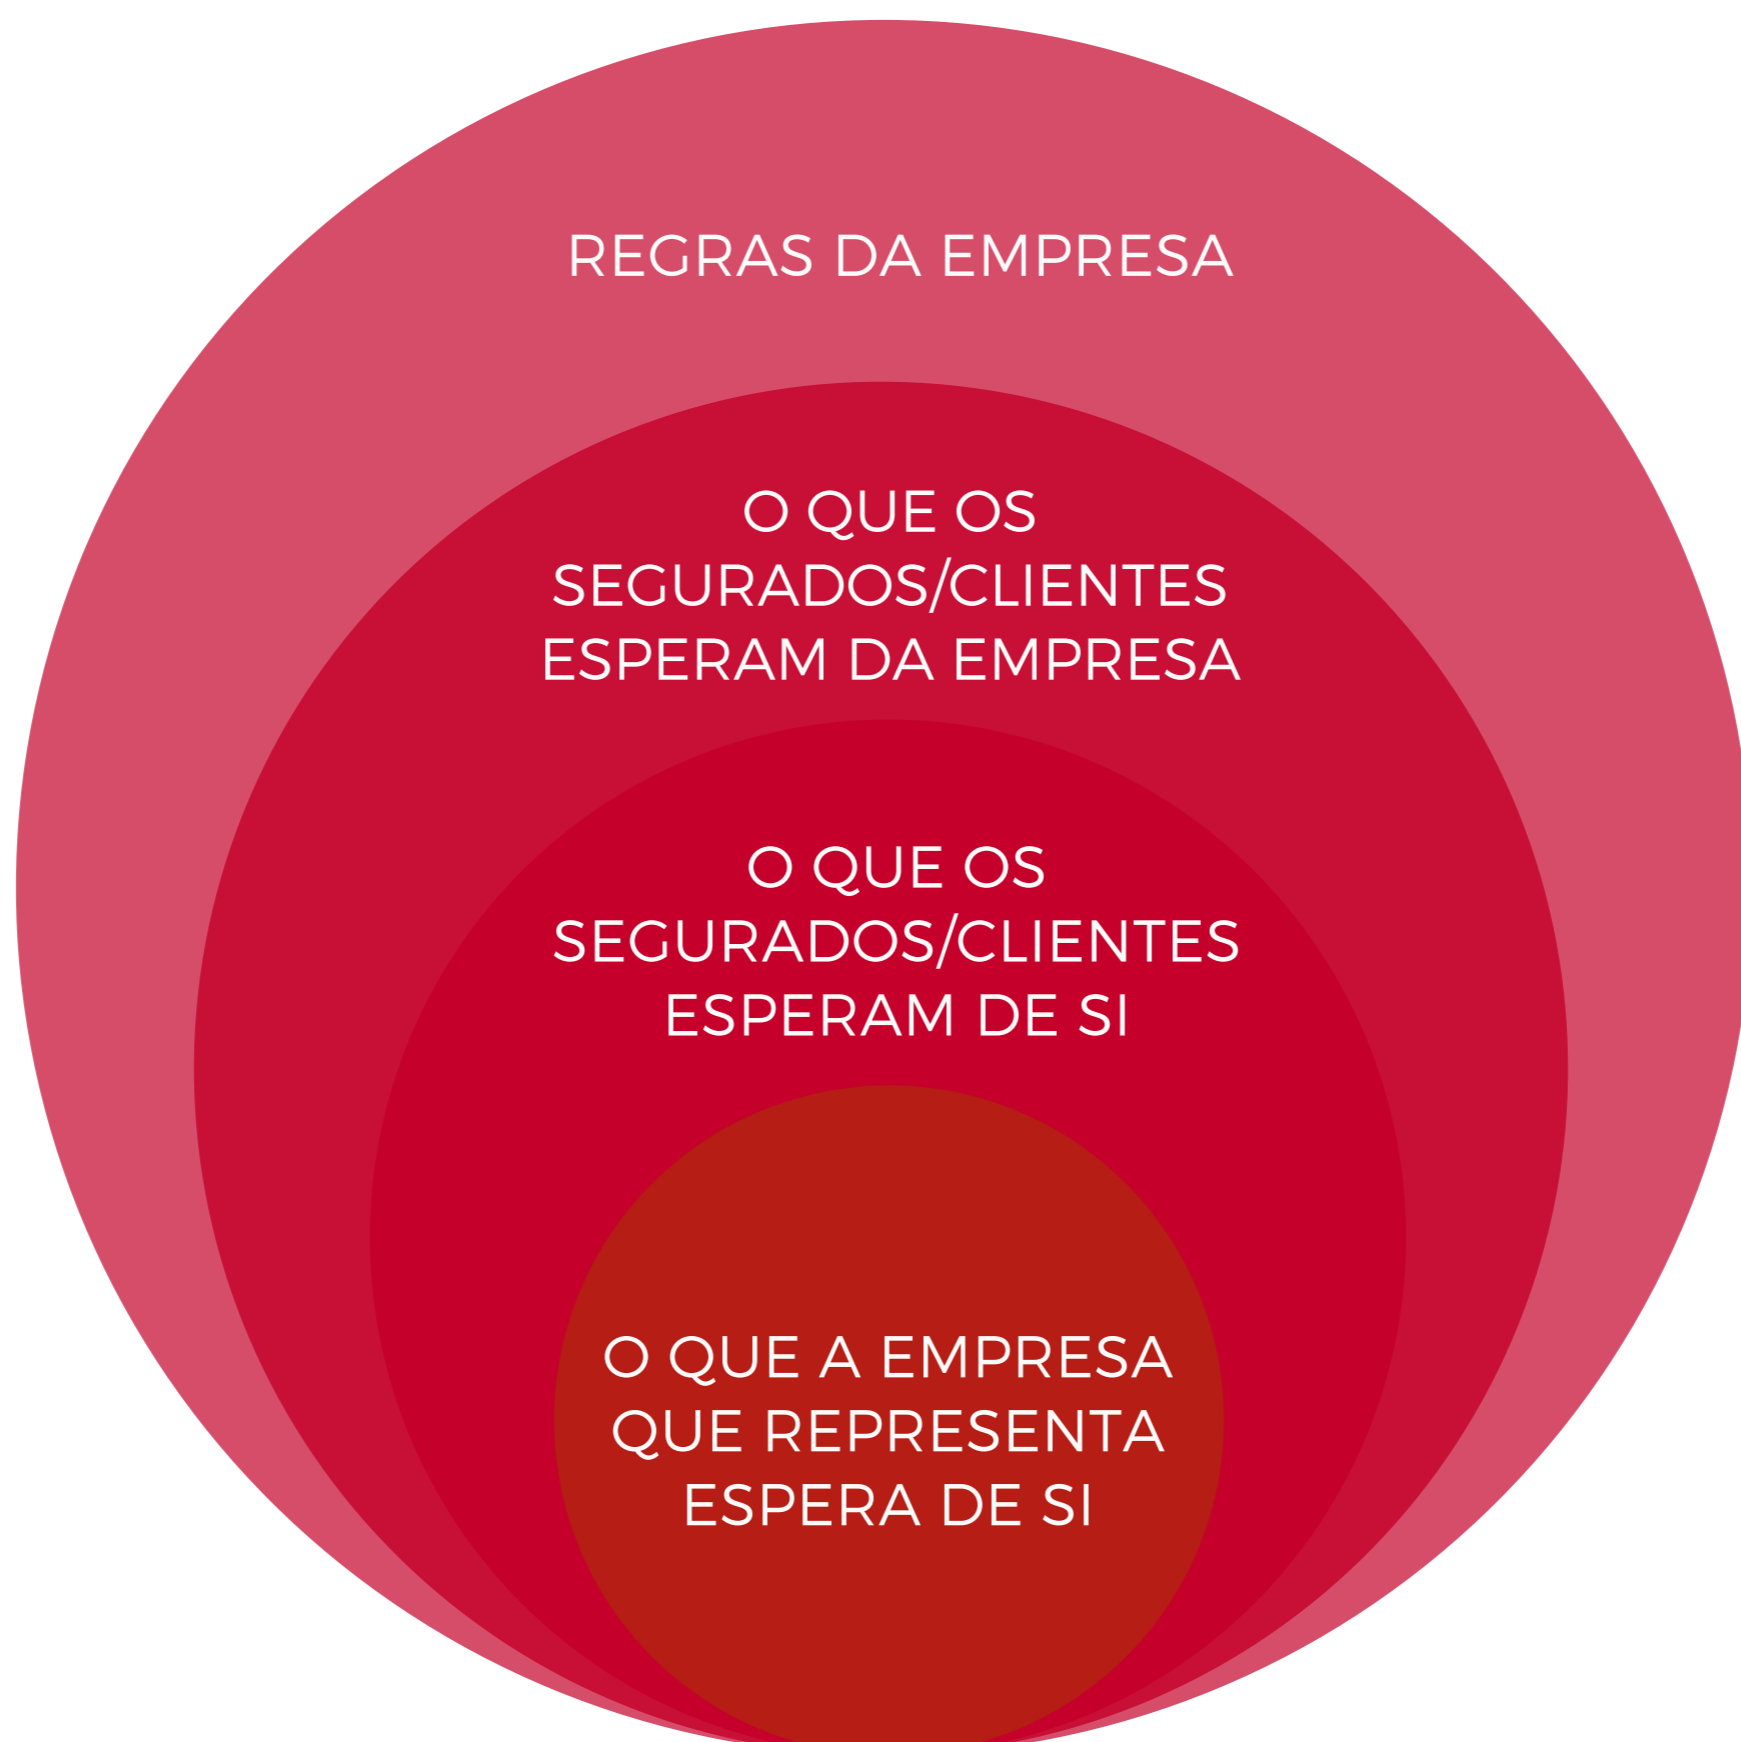 REGRAS DA EMPRESA
O QUE OS
SEGURADOS/CLIENTES
ESPERAM DA EMPRESA
O QUE OS
SEGURADOS/CLIENTES
ESPERAM DE SI
O QUE A EMPRESA
QUE REPRESENTA
ESPERA DE SI